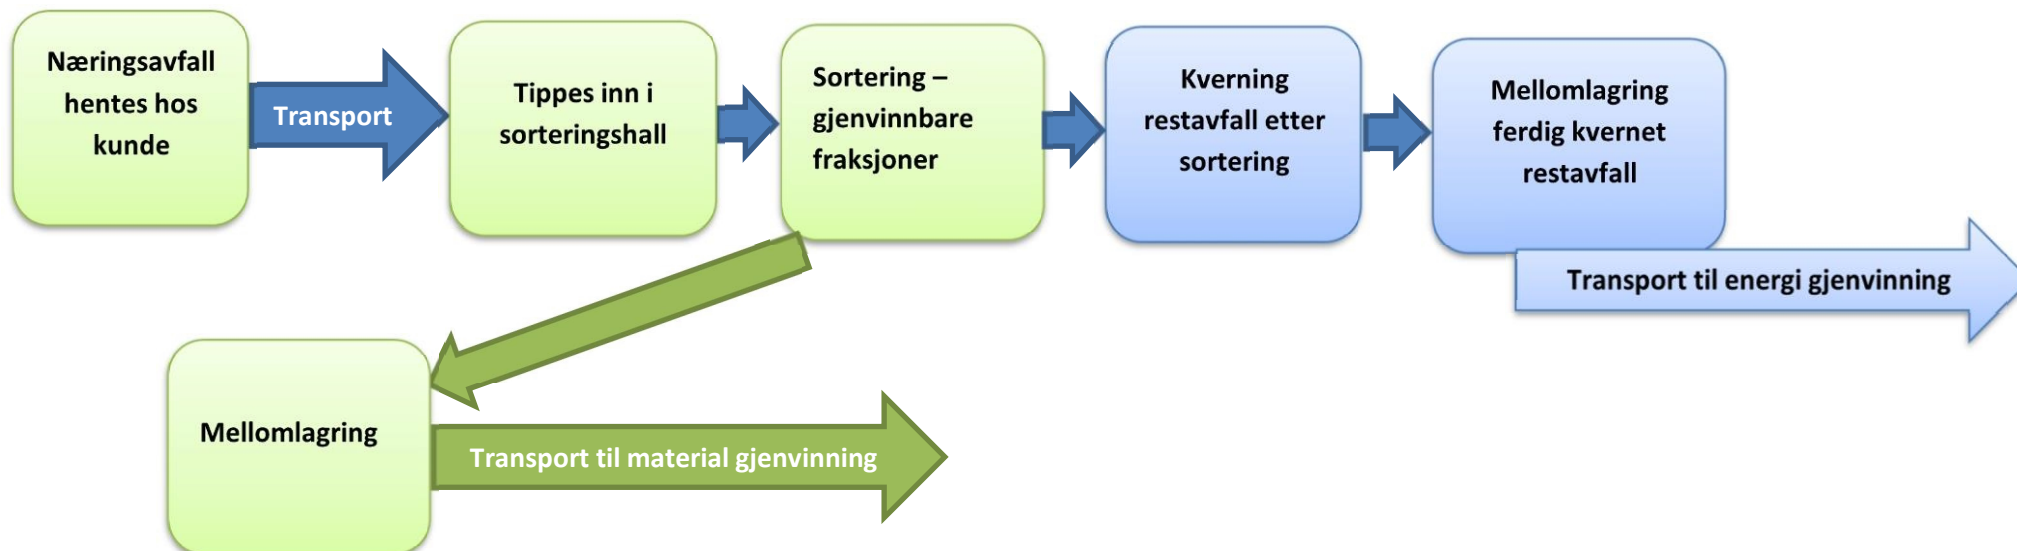 Næringsavfall
hentes hos
kunde
Transport
Tippes inn i
sorteringshall
Sortering –
gjenvinnbare
fraksjoner
Kverning
restavfall etter
sortering
Mellomlagring
ferdig kvernet
restavfall
Transport til energi gjenvinning
Mellomlagring
Transport til material gjenvinning